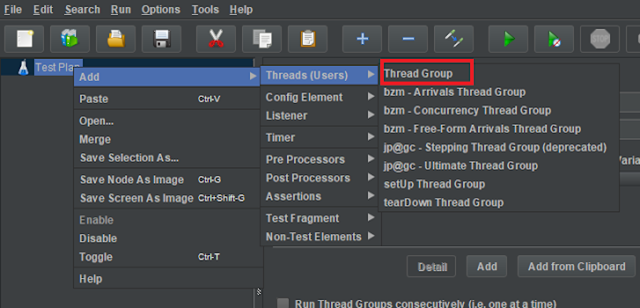 File Edit Search Run Options Tools Help
Test Plan
Add
Paste Ctrl-V
Open...
Merge
Save Selection As...
Save Node As Image Ctrl-G
Save Screen As Image Ctrl+Shift-G
Enable
Disable
Toggle Ctrl-T
Help
Threads (Users)
Config Element
Listener
Timer
Pre Processors
Post Processors
Assertions
Test Fragment
Non-Test Elements
Thread Group
bzm - Arrivals Thread Group
bzm - Concurrency Thread Group
bzm - Free-Form Arrivals Thread Group
jp@gc - Stepping Thread Group (deprecated)
jp@gc - Ultimate Thread Group
setUp Thread Group
tearDown Thread Group
STOP
Detail Add Add from Clipboard
Run Thread Groups consecutively (i.e. one at a time)